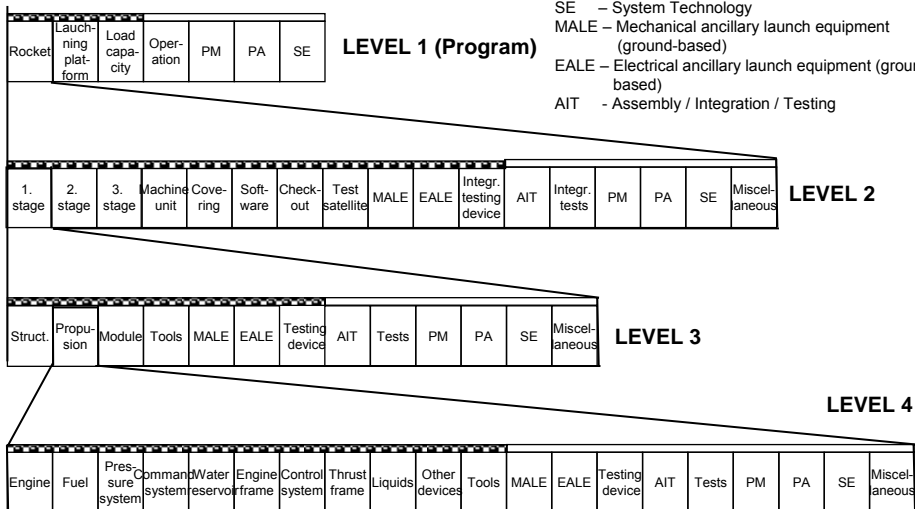 SE – System Technology
MALE – Mechanical ancillary launch equipment
(ground-based)
EALE – Electrical ancillary launch equipment (groun
based)
AIT - Assembly / Integration / Testing
Rocket
Lauch-
ning
plat-
form
Load
capa-
city
Oper-
ation
PM
PA
SE
LEVEL 1 (Program)
1.
stage
2.
stage
3.
stage
Machine
unit
Cove-
ring
Soft-
ware
Check-
out
Test
satellite
MALE
EALE
Integr.
testing
device
AIT
Integr.
tests
PM
PA
SE
Miscel-
laneous
LEVEL 2
Struct.
Propu-
sion
Module
Tools
MALE
EALE
Testing
device
AIT
Tests
PM
PA
SE
Miscel-
laneous
LEVEL 3
LEVEL 4
Engine
Fuel
Pres-
sure
system
Command
system
Water
reservoir
Engine
frame
Control
system
Thrust
frame
Liquids
Other
devices
Tools
MALE
EALE
Testing
device
AIT
Tests
PM
PA
SE
Miscel-
laneous